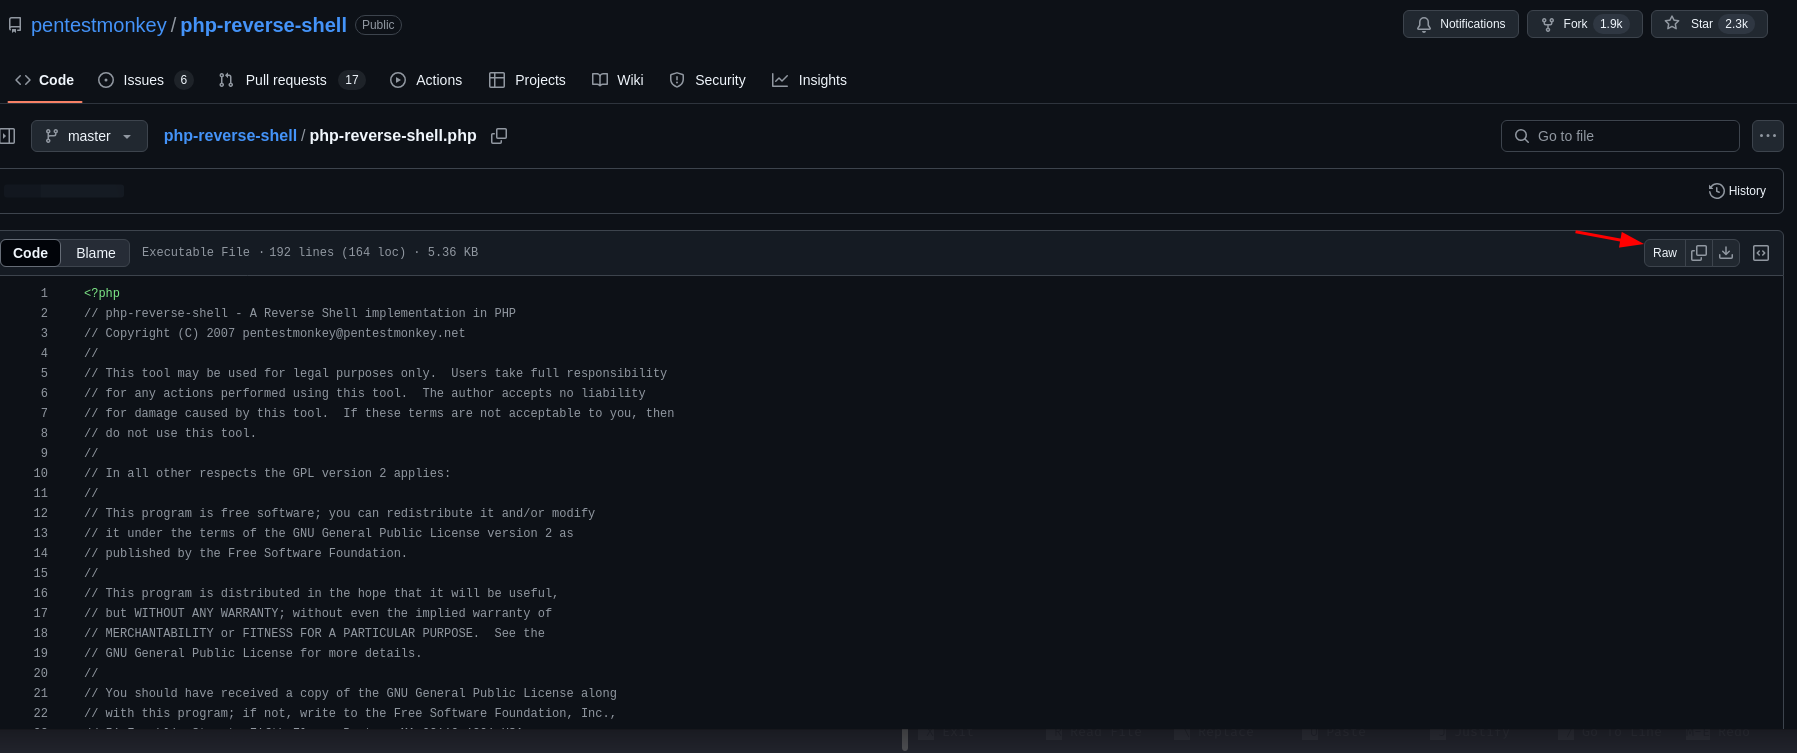 pentestmonkey / php-reverse-shell Public Notifications Fork 1.9k Star 2.3k
Code Issues 6 Pull requests 17 Actions Projects Wiki Security Insights
master php-reverse-shell / php-reverse-shell.php Go to file
History
Code Blame Executable File · 192 lines (164 loc) · 5.36 KB Raw
1 <?php
2 // php-reverse-shell - A Reverse Shell implementation in PHP
3 // Copyright (C) 2007 pentestmonkey@pentestmonkey.net
4 //
5 // This tool may be used for legal purposes only.  Users take full responsibility
6 // for any actions performed using this tool.  The author accepts no liability
7 // for damage caused by this tool.  If these terms are not acceptable to you, then
8 // do not use this tool.
9 //
10 // In all other respects the GPL version 2 applies:
11 //
12 // This program is free software; you can redistribute it and/or modify
13 // it under the terms of the GNU General Public License version 2 as
14 // published by the Free Software Foundation.
15 //
16 // This program is distributed in the hope that it will be useful,
17 // but WITHOUT ANY WARRANTY; without even the implied warranty of
18 // MERCHANTABILITY or FITNESS FOR A PARTICULAR PURPOSE.  See the
19 // GNU General Public License for more details.
20 //
21 // You should have received a copy of the GNU General Public License along
22 // with this program; if not, write to the Free Software Foundation, Inc.,
Exit Read File Replace Paste Justify Go To Line Redo